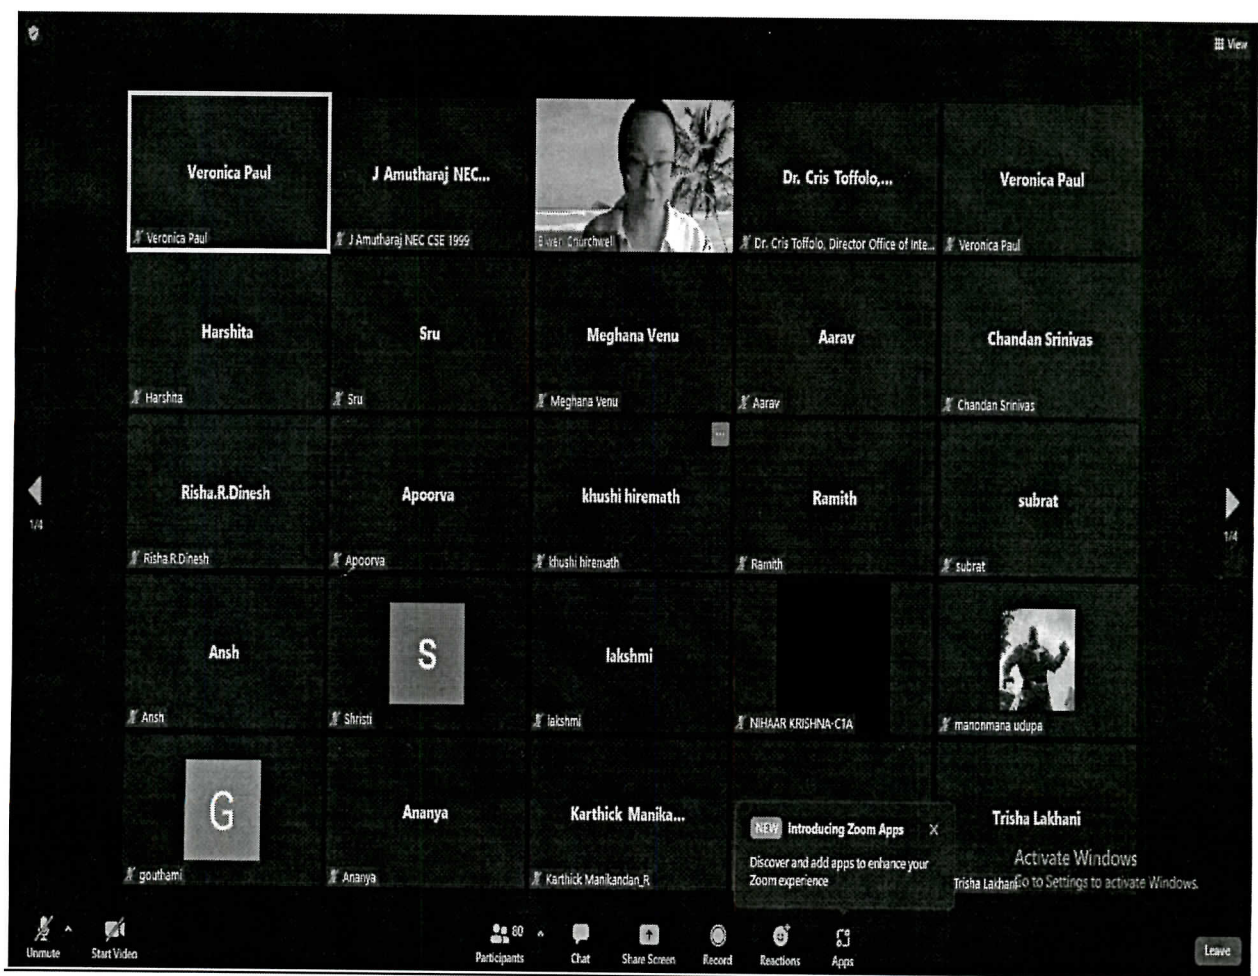 View
Veronica Paul
J Amutharaj NEC...
Dr. Cris Toffolo,...
Veronica Paul
Veronica Paul
J Amutharaj NEC CSE 1999
Churchwell
Dr. Cris Toffolo, Director Office of Inte...
Veronica Paul
Harshita
Sru
Meghana Venu
Aarav
Chandan Srinivas
Harshita
Sru
Meghana Venu
Aarav
Chandan Srinivas
Risha.R.Dinesh
Apoorva
khushi hiremath
Ramith
subrat
1/4
1/4
Risha.R.Dinesh
Apoorva
khushi hiremath
Ramith
subrat
Ansh
S
lakshmi
Ansh
Shristi
lakshmi
NIHAAR KRISHNA-C1A
manonmana udupa
G
Ananya
Karthick Manika...
Trisha Lakhani
NEW Introducing Zoom Apps X
Discover and add apps to enhance your
Zoom experience
Activate Windows
Go to Settings to activate Windows.
gouthami
Ananya
Karthick Manikandan_R
Trisha Lakhani
Unmute
Start Video
80
Participants
Chat
Share Screen
Record
Reactions
Apps
Leave